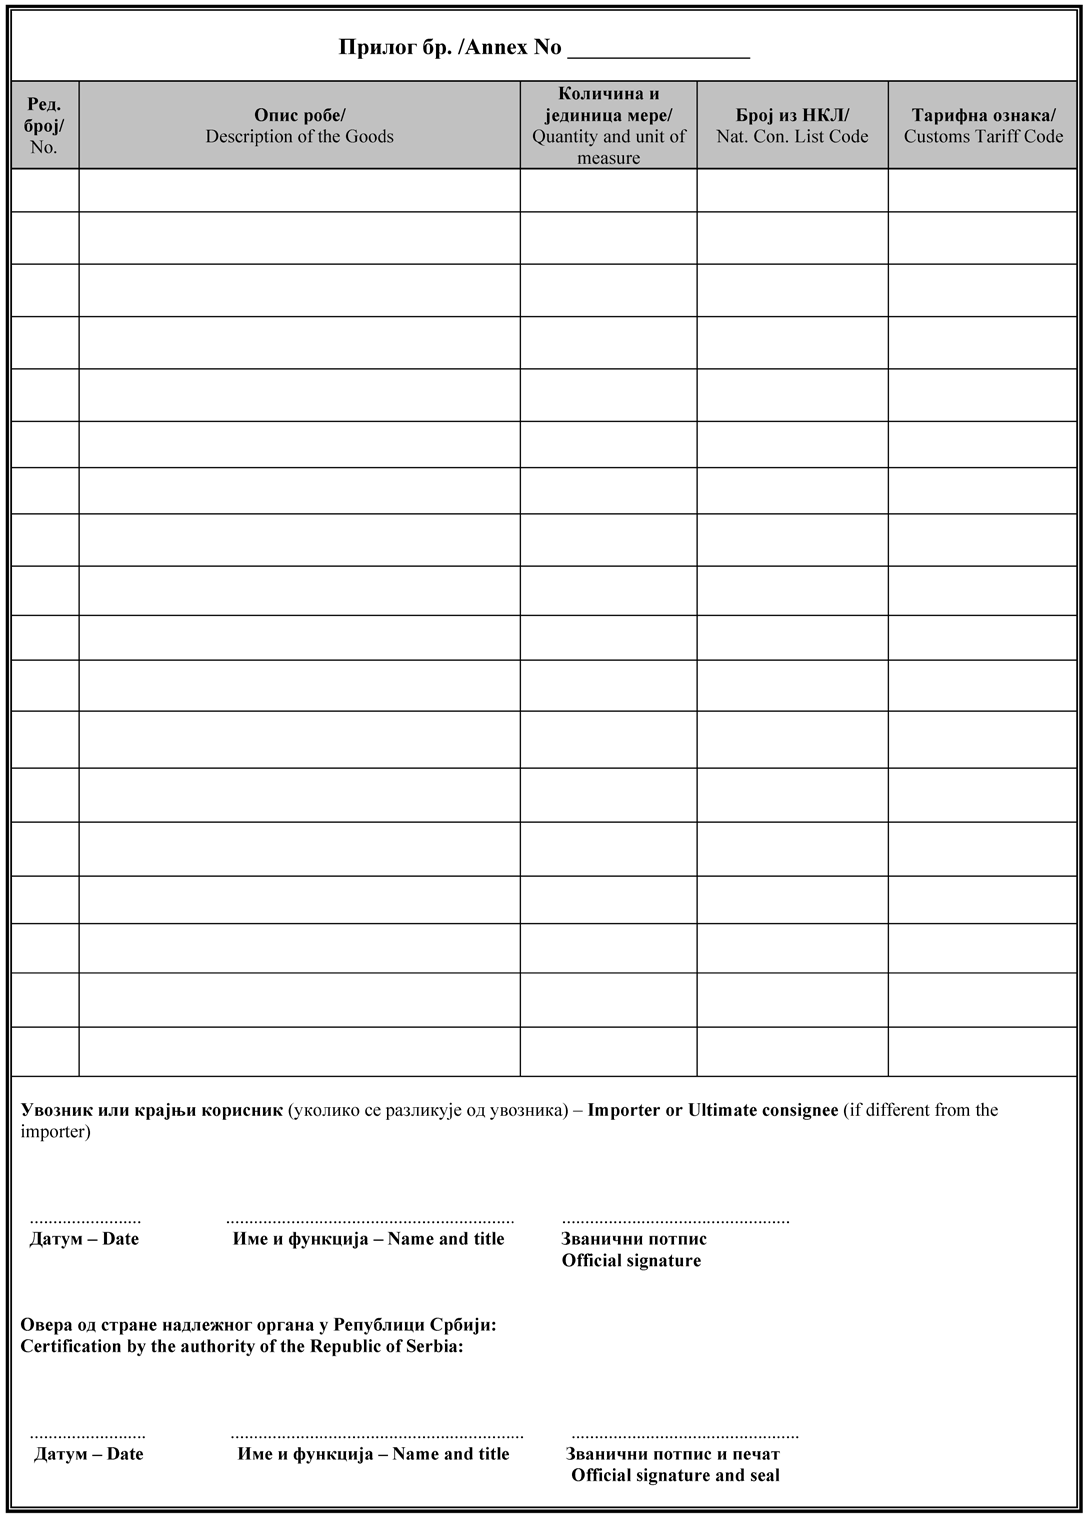 Прилог бр. /Annex No _________________
Ред.
број/
No.
Опис робе/
Description of the Goods
Количина и
јединица мере/
Quantity and unit of
measure
Број из НКЛ/
Nat. Con. List Code
Тарифна ознака/
Customs Tariff Code
Увозник или крајњи корисник (уколико се разликује од увозника) – Importer or Ultimate consignee (if different from the
importer)
........................ .............................................................. .................................................
Датум – Date Име и функција – Name and title Званични потпис
Official signature
Овера од стране надлежног органа у Републици Србији:
Certification by the authority of the Republic of Serbia:
......................... ............................................................... .................................................
Датум – Date Име и функција – Name and title Званични потпис и печат
Official signature and seal